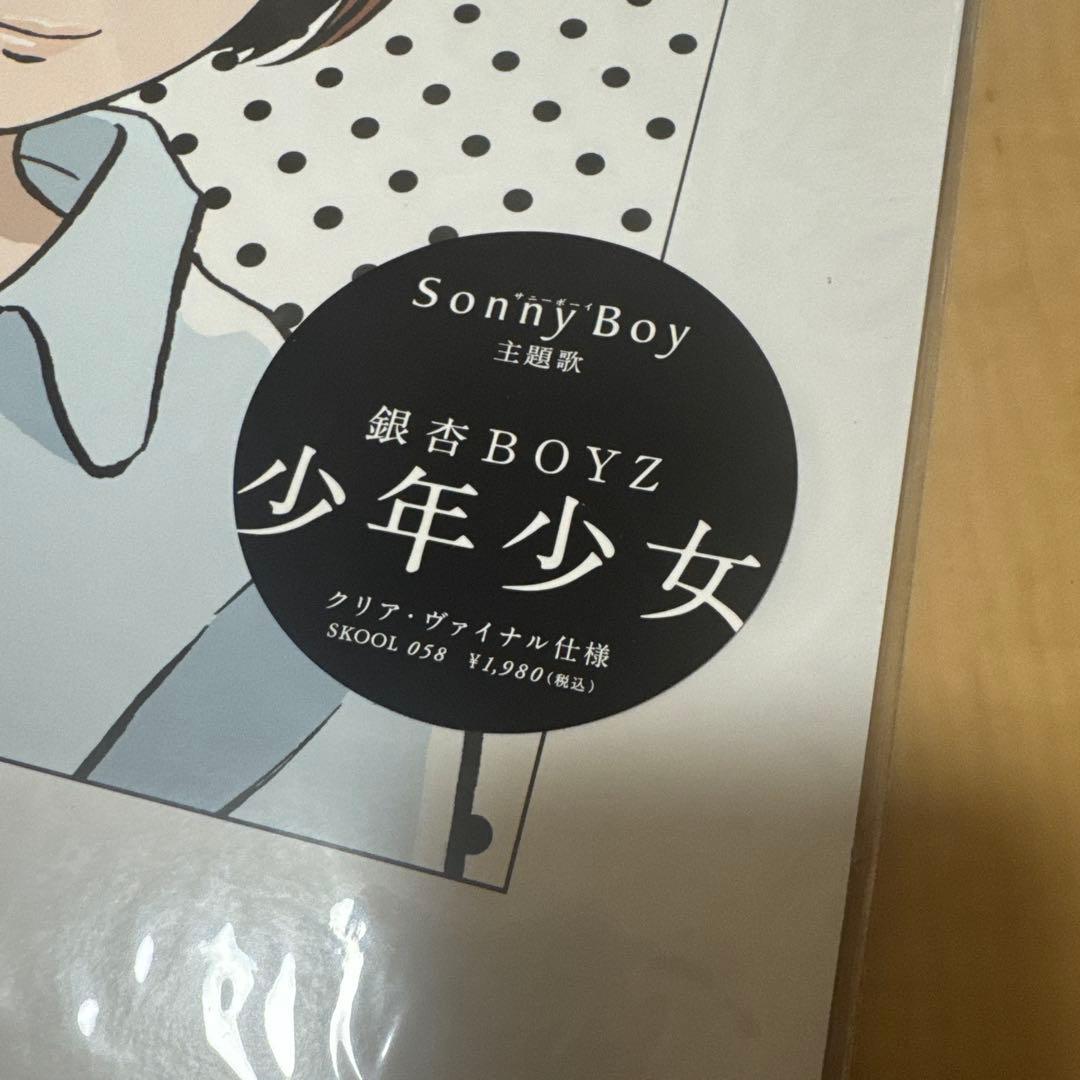 Sonny Boy
サニーボーイ
主題歌
銀杏BOYZ
少年少女
クリア・ヴァイナル仕様
SKOOL 058 ¥1,980(税込)